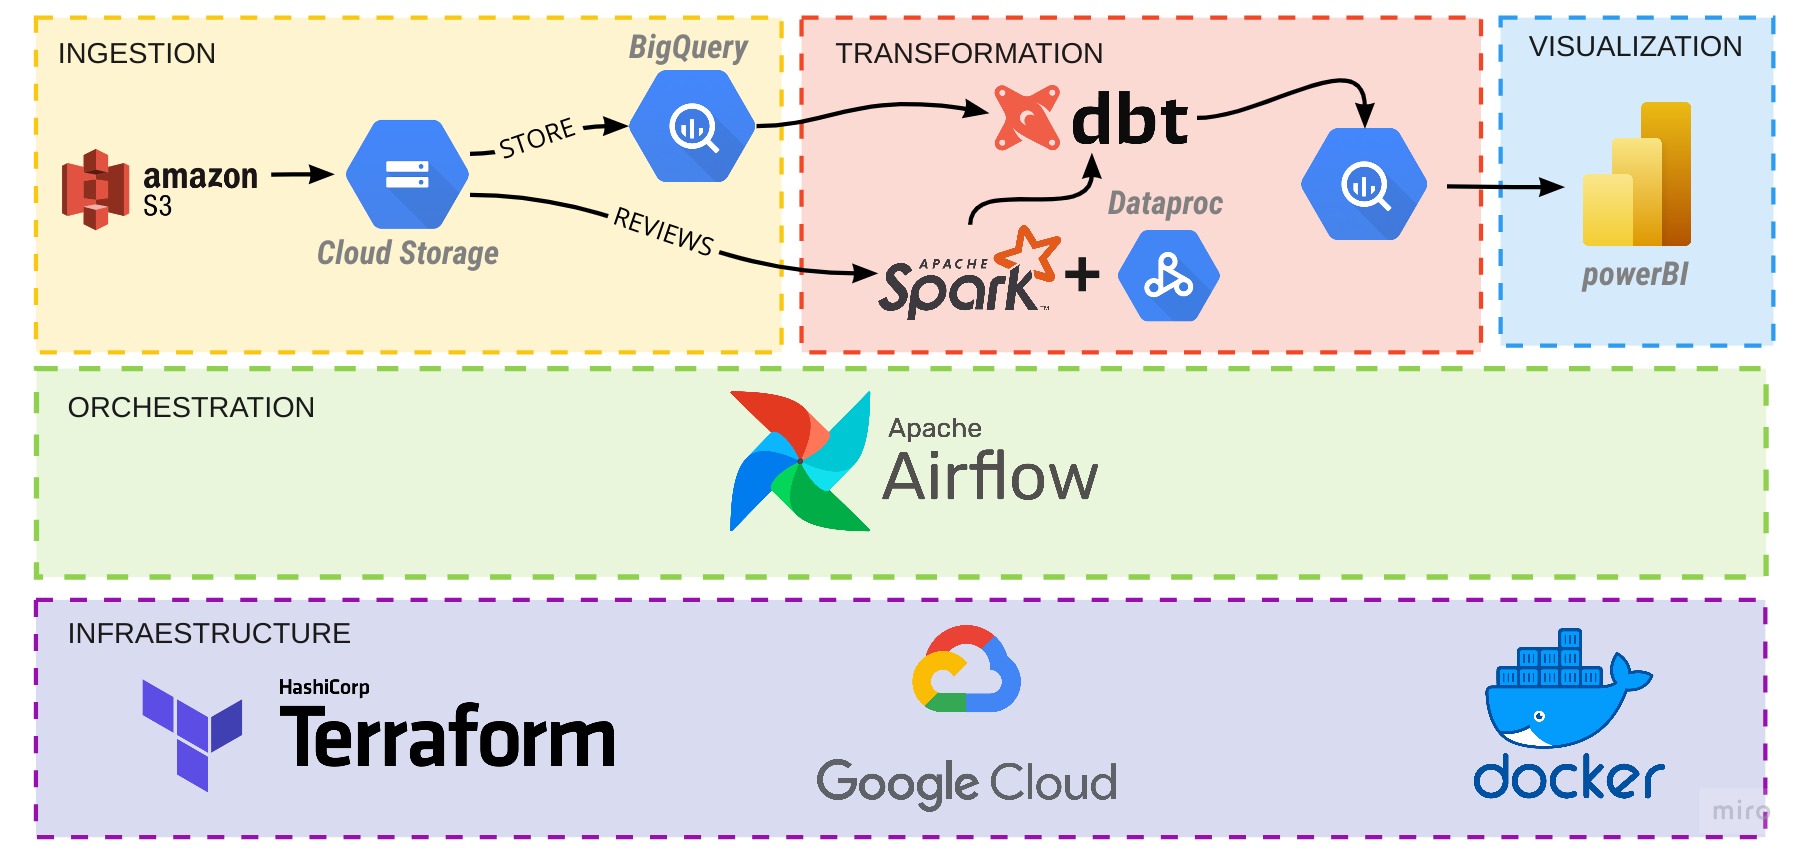 INGESTION
BigQuery
STORE
amazon
S3
Cloud Storage
REVIEWS
TRANSFORMATION
dbt
Dataproc
APACHE
Spark™
+
VISUALIZATION
powerBI
ORCHESTRATION
Apache
Airflow
INFRAESTRUCTURE
HashiCorp
Terraform
Google Cloud
docker
miro